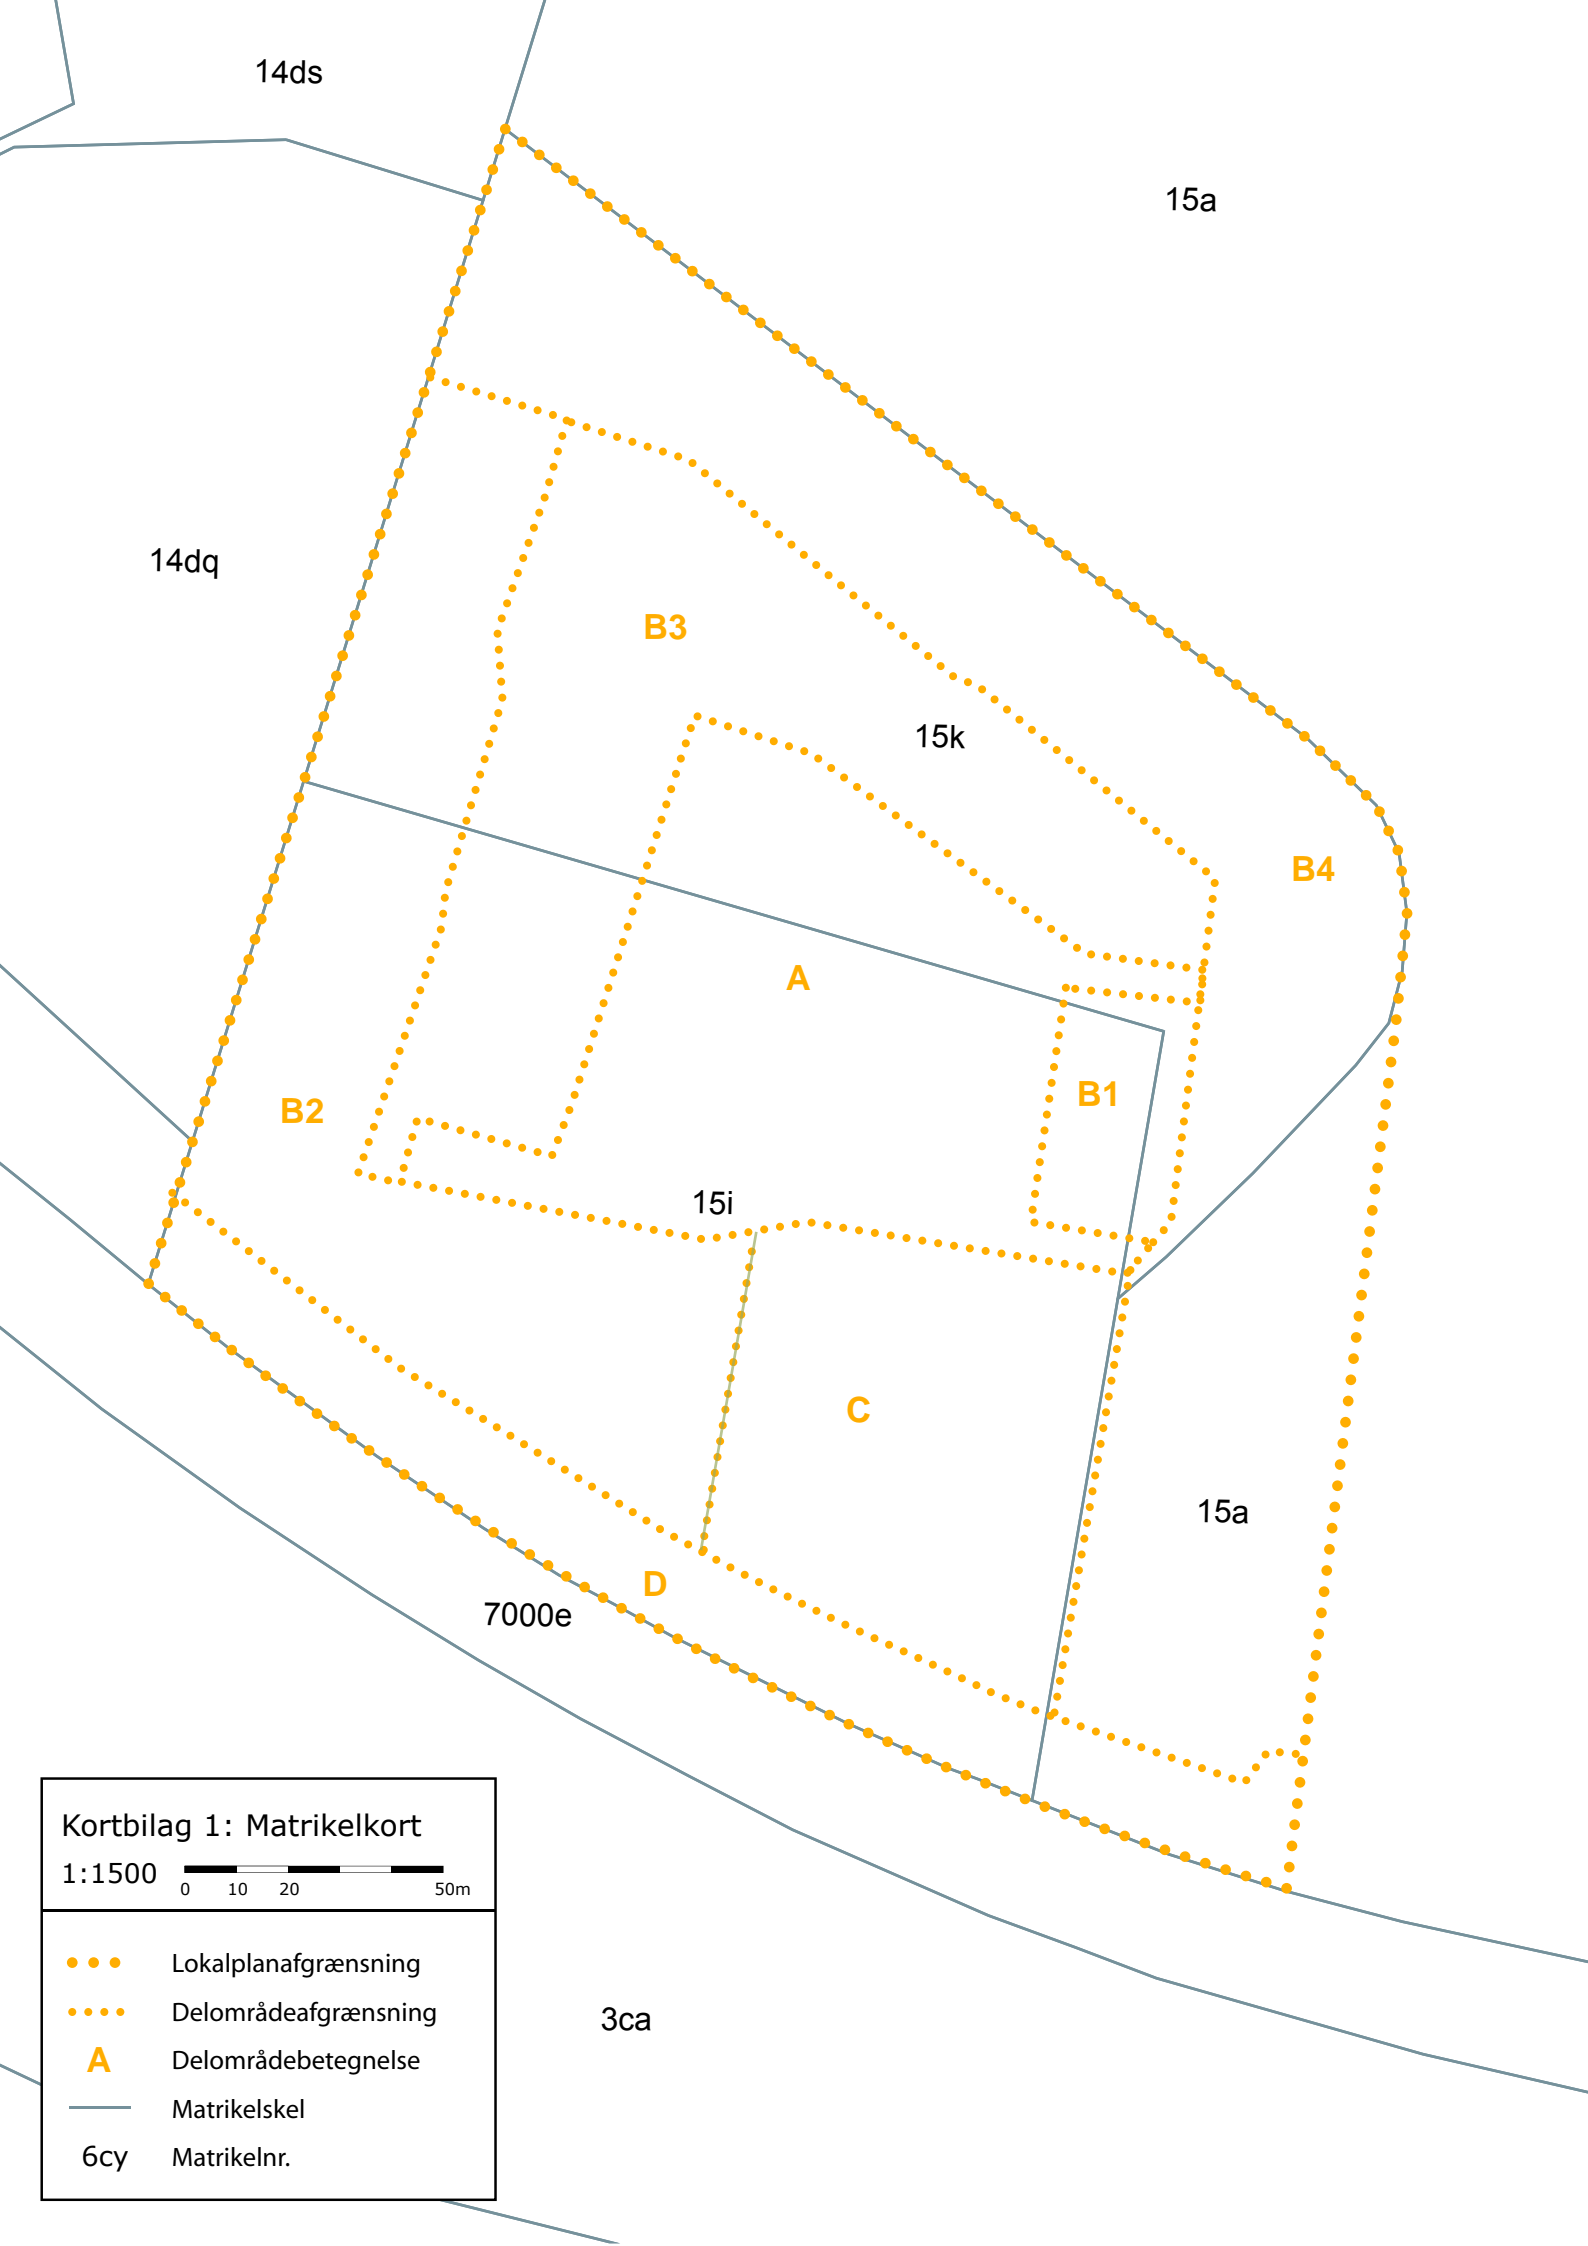 14ds
15a
14dq
B3
15k
B4
A
B1
B2
15i
C
15a
D
7000e
Kortbilag 1: Matrikelkort
1:1500
0 10 20 50m
Lokalplanafgrænsning
Delområdeafgrænsning
A Delområdebetegnelse
Matrikelskel
6cy Matrikelnr.
3ca